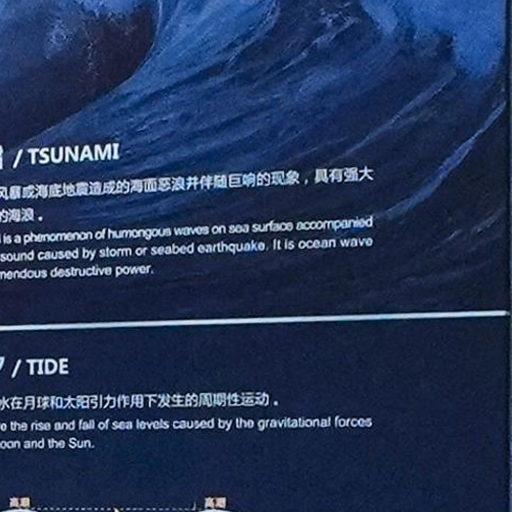 / TSUNAMI
风暴或海底地震造成的海面恶浪并伴随巨响的现象，具有强大
的海浪。
is a phenomenon of humongous waves on sea surface accompanied
sound caused by storm or seabed earthquake. It is ocean wave
mendous destructive power.
/ TIDE
水在月球和太阳引力作用下发生的周期性运动。
e the rise and fall of sea levels caused by the gravitational forces
oon and the Sun.
高潮 高潮